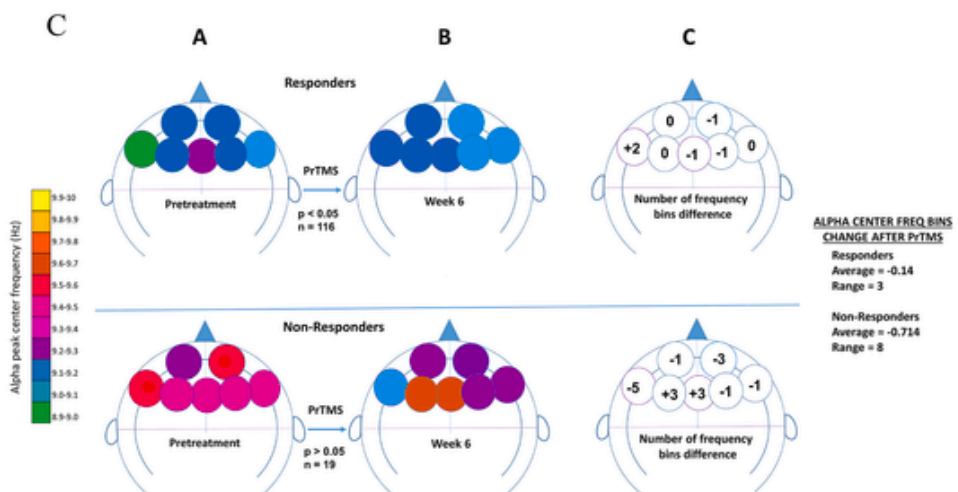 C
A
B
C
Responders
0
-1
+2
0
-1
-1
0
PrTMS
Pretreatment
Week 6
Number of frequency
bins difference
p < 0.05
n = 116
9.9-10
9.8-9.9
9.7-9.8
9.6-9.7
9.5-9.6
9.4-9.5
9.3-9.4
9.2-9.3
9.1-9.2
9.0-9.1
8.9-9.0
Alpha peak center frequency (Hz)
ALPHA CENTER FREQ BINS
CHANGE AFTER PrTMS
Responders
Average = -0.14
Range = 3
Non-Responders
Average = -0.714
Range = 8
Non-Responders
-1
-3
-5
+3
+3
-1
-1
PrTMS
Pretreatment
Week 6
Number of frequency
bins difference
p > 0.05
n = 19